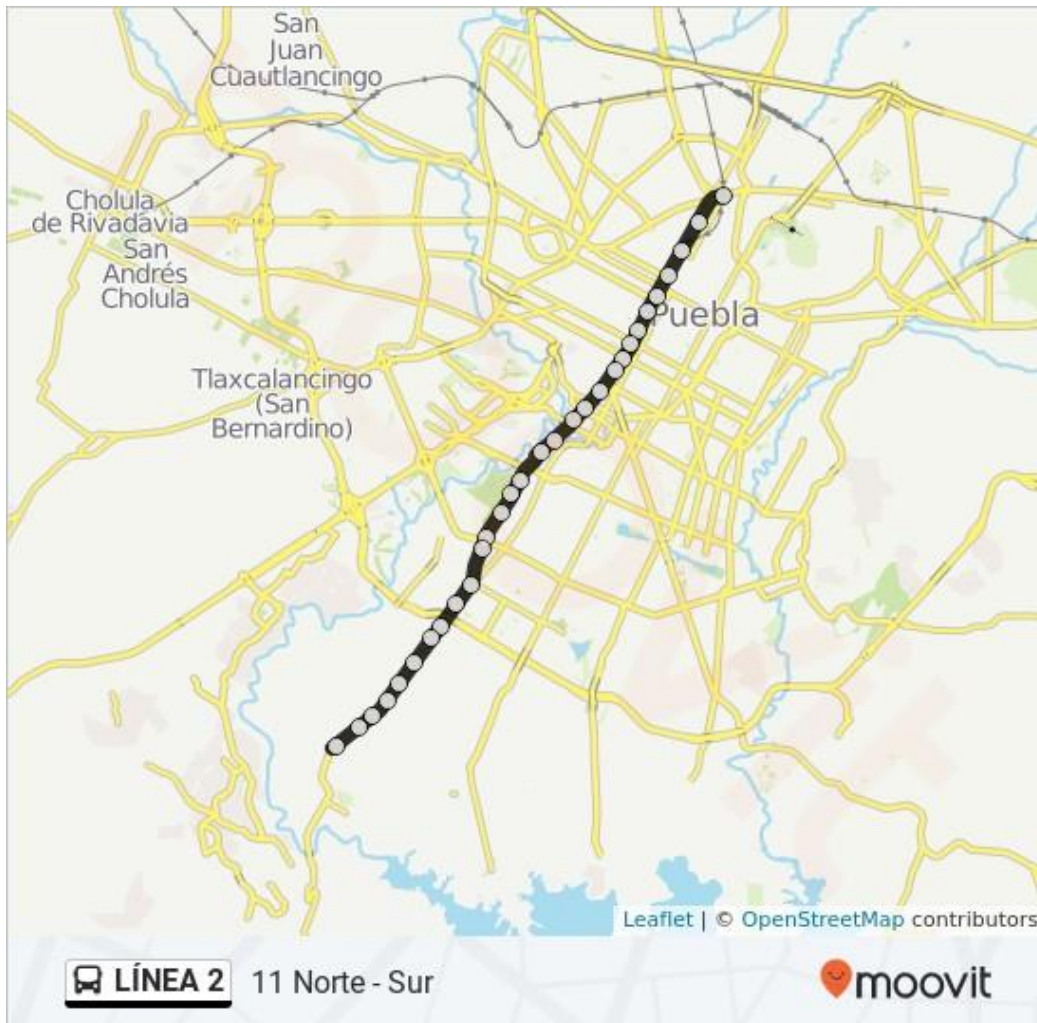 San
Juan
Cuautlancingo
Cholula
de Rivadavia
San
Andrés
Cholula
Puebla
Tlaxcalancingo
(San
Bernardino)
Leaflet | © OpenStreetMap contributors
LÍNEA 2 11 Norte - Sur
moovit